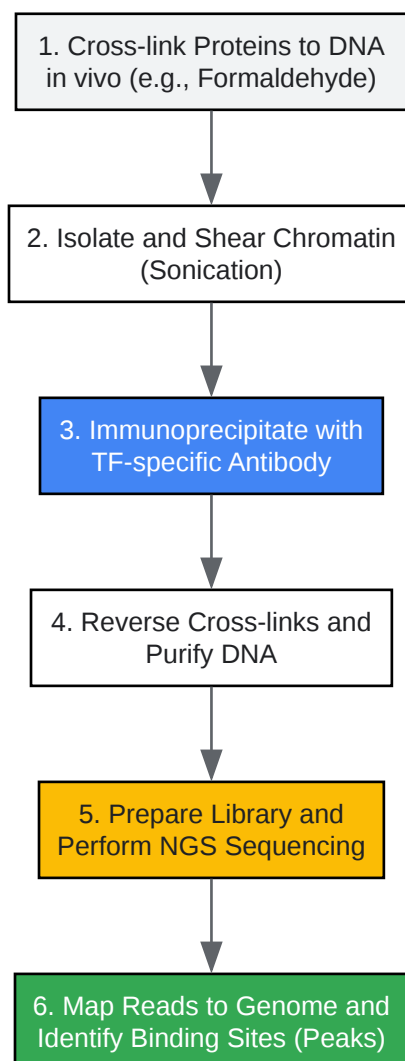 1. Cross-link Proteins to DNA
in vivo (e.g., Formaldehyde)
2. Isolate and Shear Chromatin
(Sonication)
3. Immunoprecipitate with
TF-specific Antibody
4. Reverse Cross-links and
Purify DNA
5. Prepare Library and
Perform NGS Sequencing
6. Map Reads to Genome and
Identify Binding Sites (Peaks)